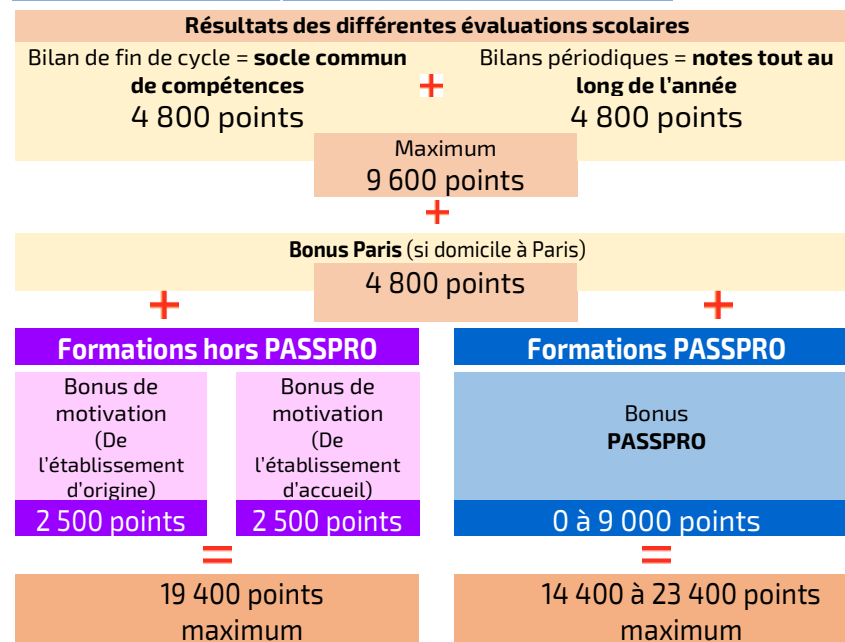 Résultats des différentes évaluations scolaires
Bilan de fin de cycle = socle commun
de compétences
4 800 points
+
Bilans périodiques = notes tout au
long de l'année
4 800 points
Maximum
9 600 points
+
Bonus Paris (si domicile à Paris)
4 800 points
+
+
Formations hors PASSPRO
Bonus de
motivation
(De
l'établissement
d'origine)
2 500 points
Bonus de
motivation
(De
l'établissement
d'accueil)
2 500 points
=
19 400 points
maximum
Formations PASSPRO
Bonus
PASSPRO
0 à 9 000 points
=
14 400 à 23 400 points
maximum